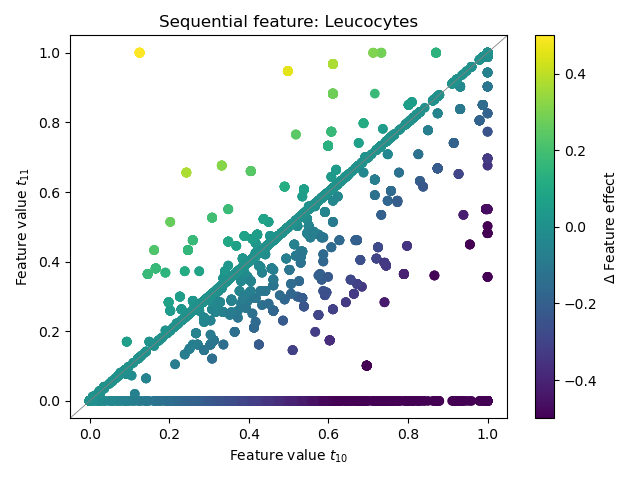 Sequential feature: Leucocytes
1.0
0.8
0.6
0.4
0.2
0.0
Feature value t₁₁
0.0 0.2 0.4 0.6 0.8 1.0
Feature value t₁₀
0.4
0.2
0.0
−0.2
−0.4
Δ Feature effect